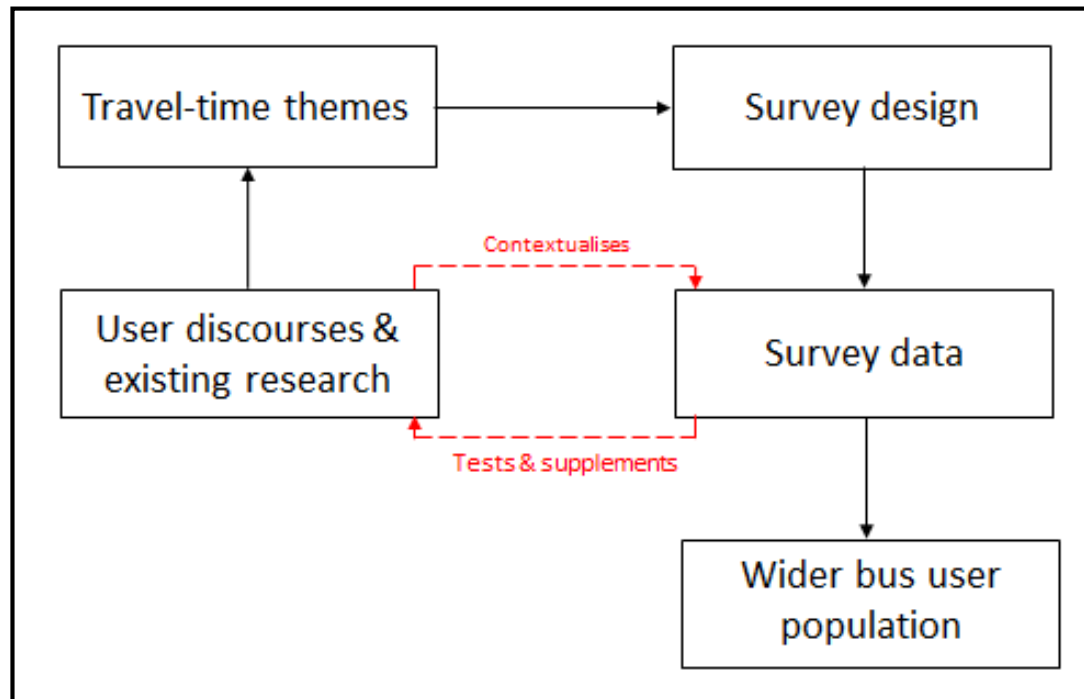 Travel-time themes
Survey design
Contextualises
User discourses &
existing research
Survey data
Tests & supplements
Wider bus user
population